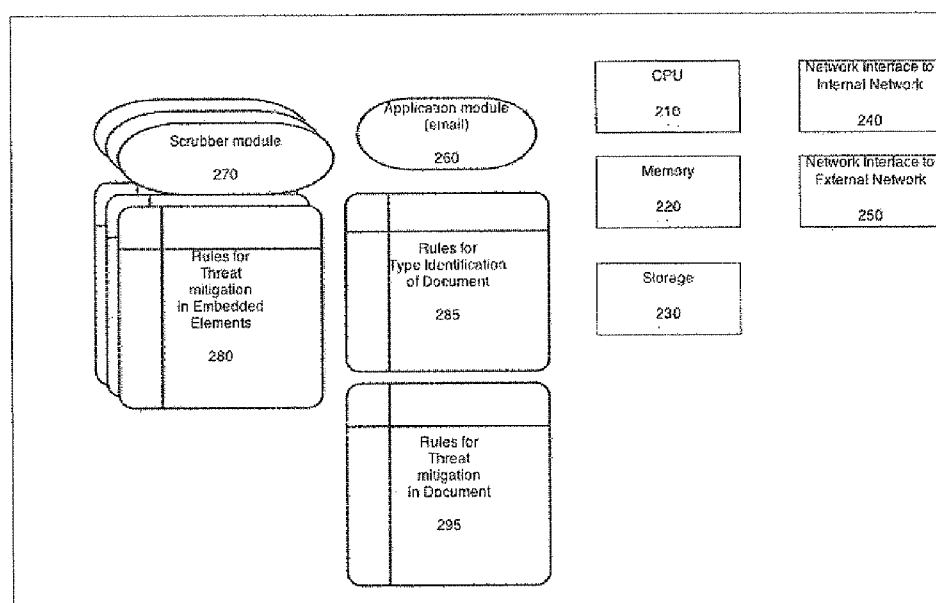 Scrubber module
270
Rules for
Threat
mitigation
in Embedded
Elements
280
Application module
(email)
260
Rules for
Type Identification
of Document
285
Rules for
Threat
mitigation
in Document
295
CPU
210
Memory
220
Storage
230
Network Interface to
Internal Network
240
Network Interface to
External Network
250